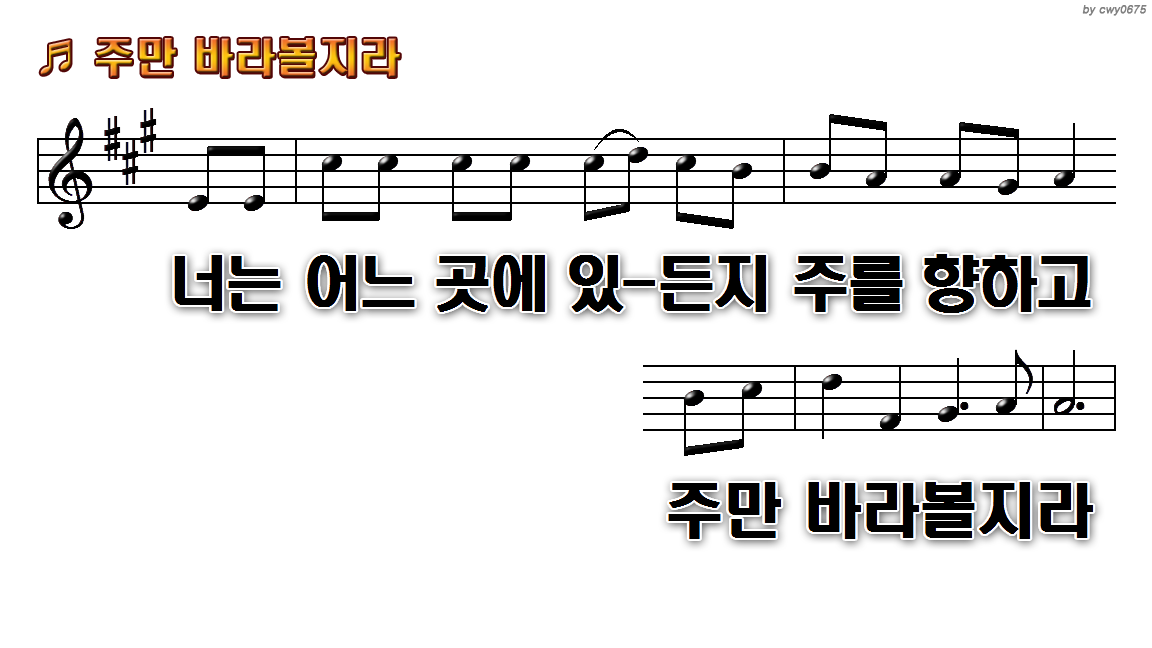 by cwy0675
♬ 주만 바라볼지라
너는 어느 곳에 있-든지 주를 향하고
주만 바라볼지라